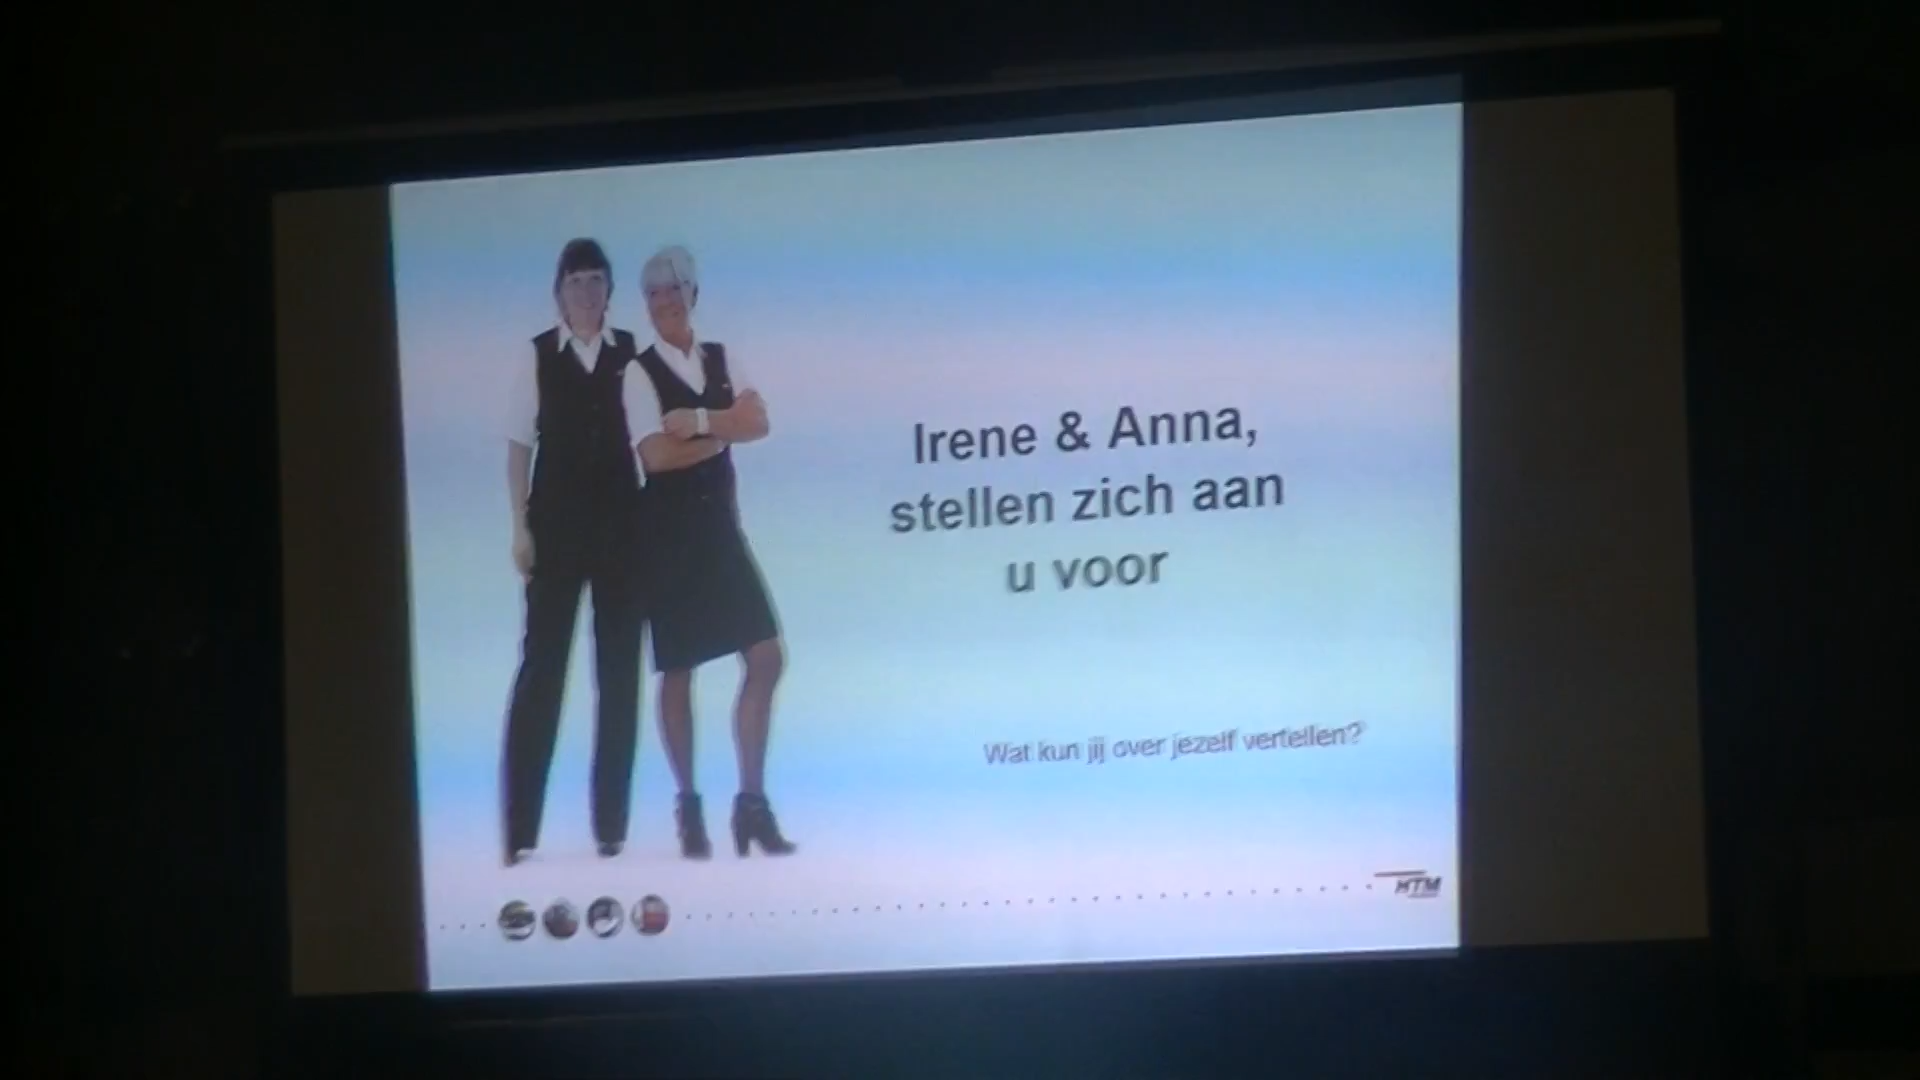 Irene & Anna,
stellen zich aan
u voor
Wat kun jij over jezelf vertellen?
HTM